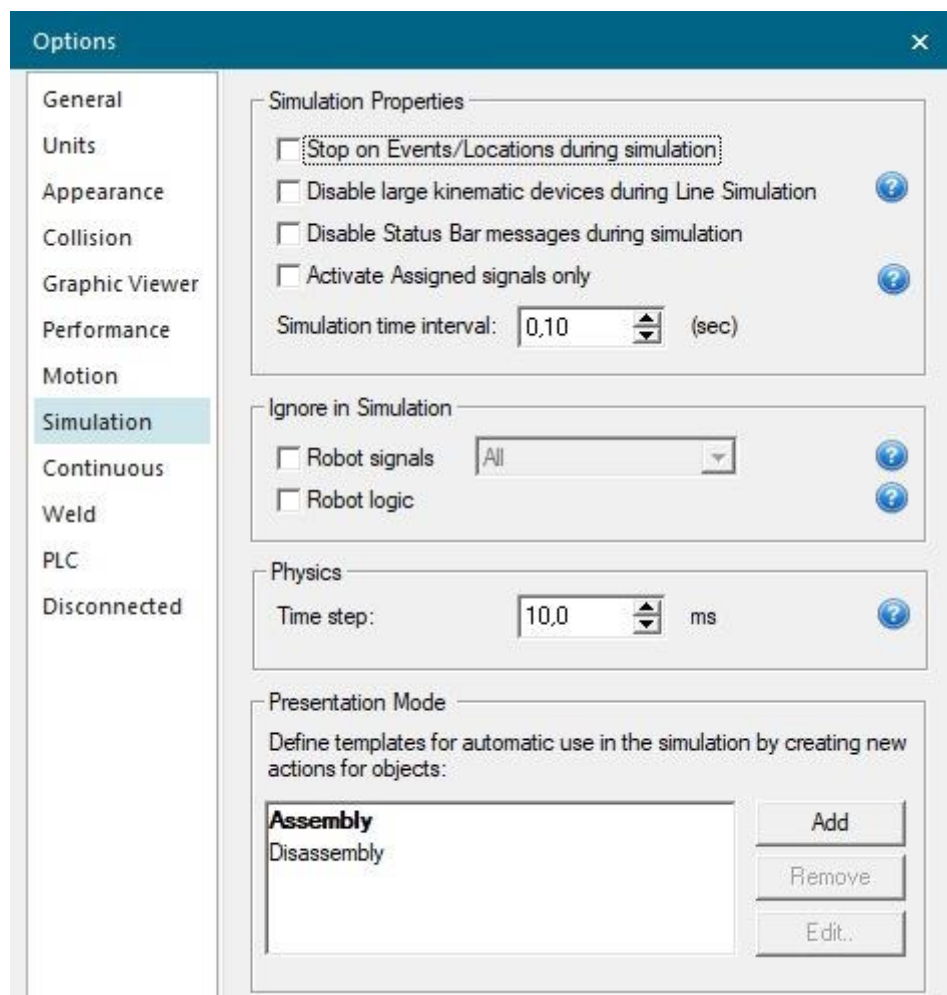 Options
General
Units
Appearance
Collision
Graphic Viewer
Performance
Motion
Simulation
Continuous
Weld
PLC
Disconnected
Simulation Properties
Stop on Events/Locations during simulation
Disable large kinematic devices during Line Simulation
Disable Status Bar messages during simulation
Activate Assigned signals only
Simulation time interval: 0,10 (sec)
Ignore in Simulation
Robot signals All
Robot logic
Physics
Time step: 10,0 ms
Presentation Mode
Define templates for automatic use in the simulation by creating new
actions for objects:
Assembly
Disassembly
Add
Remove
Edit..